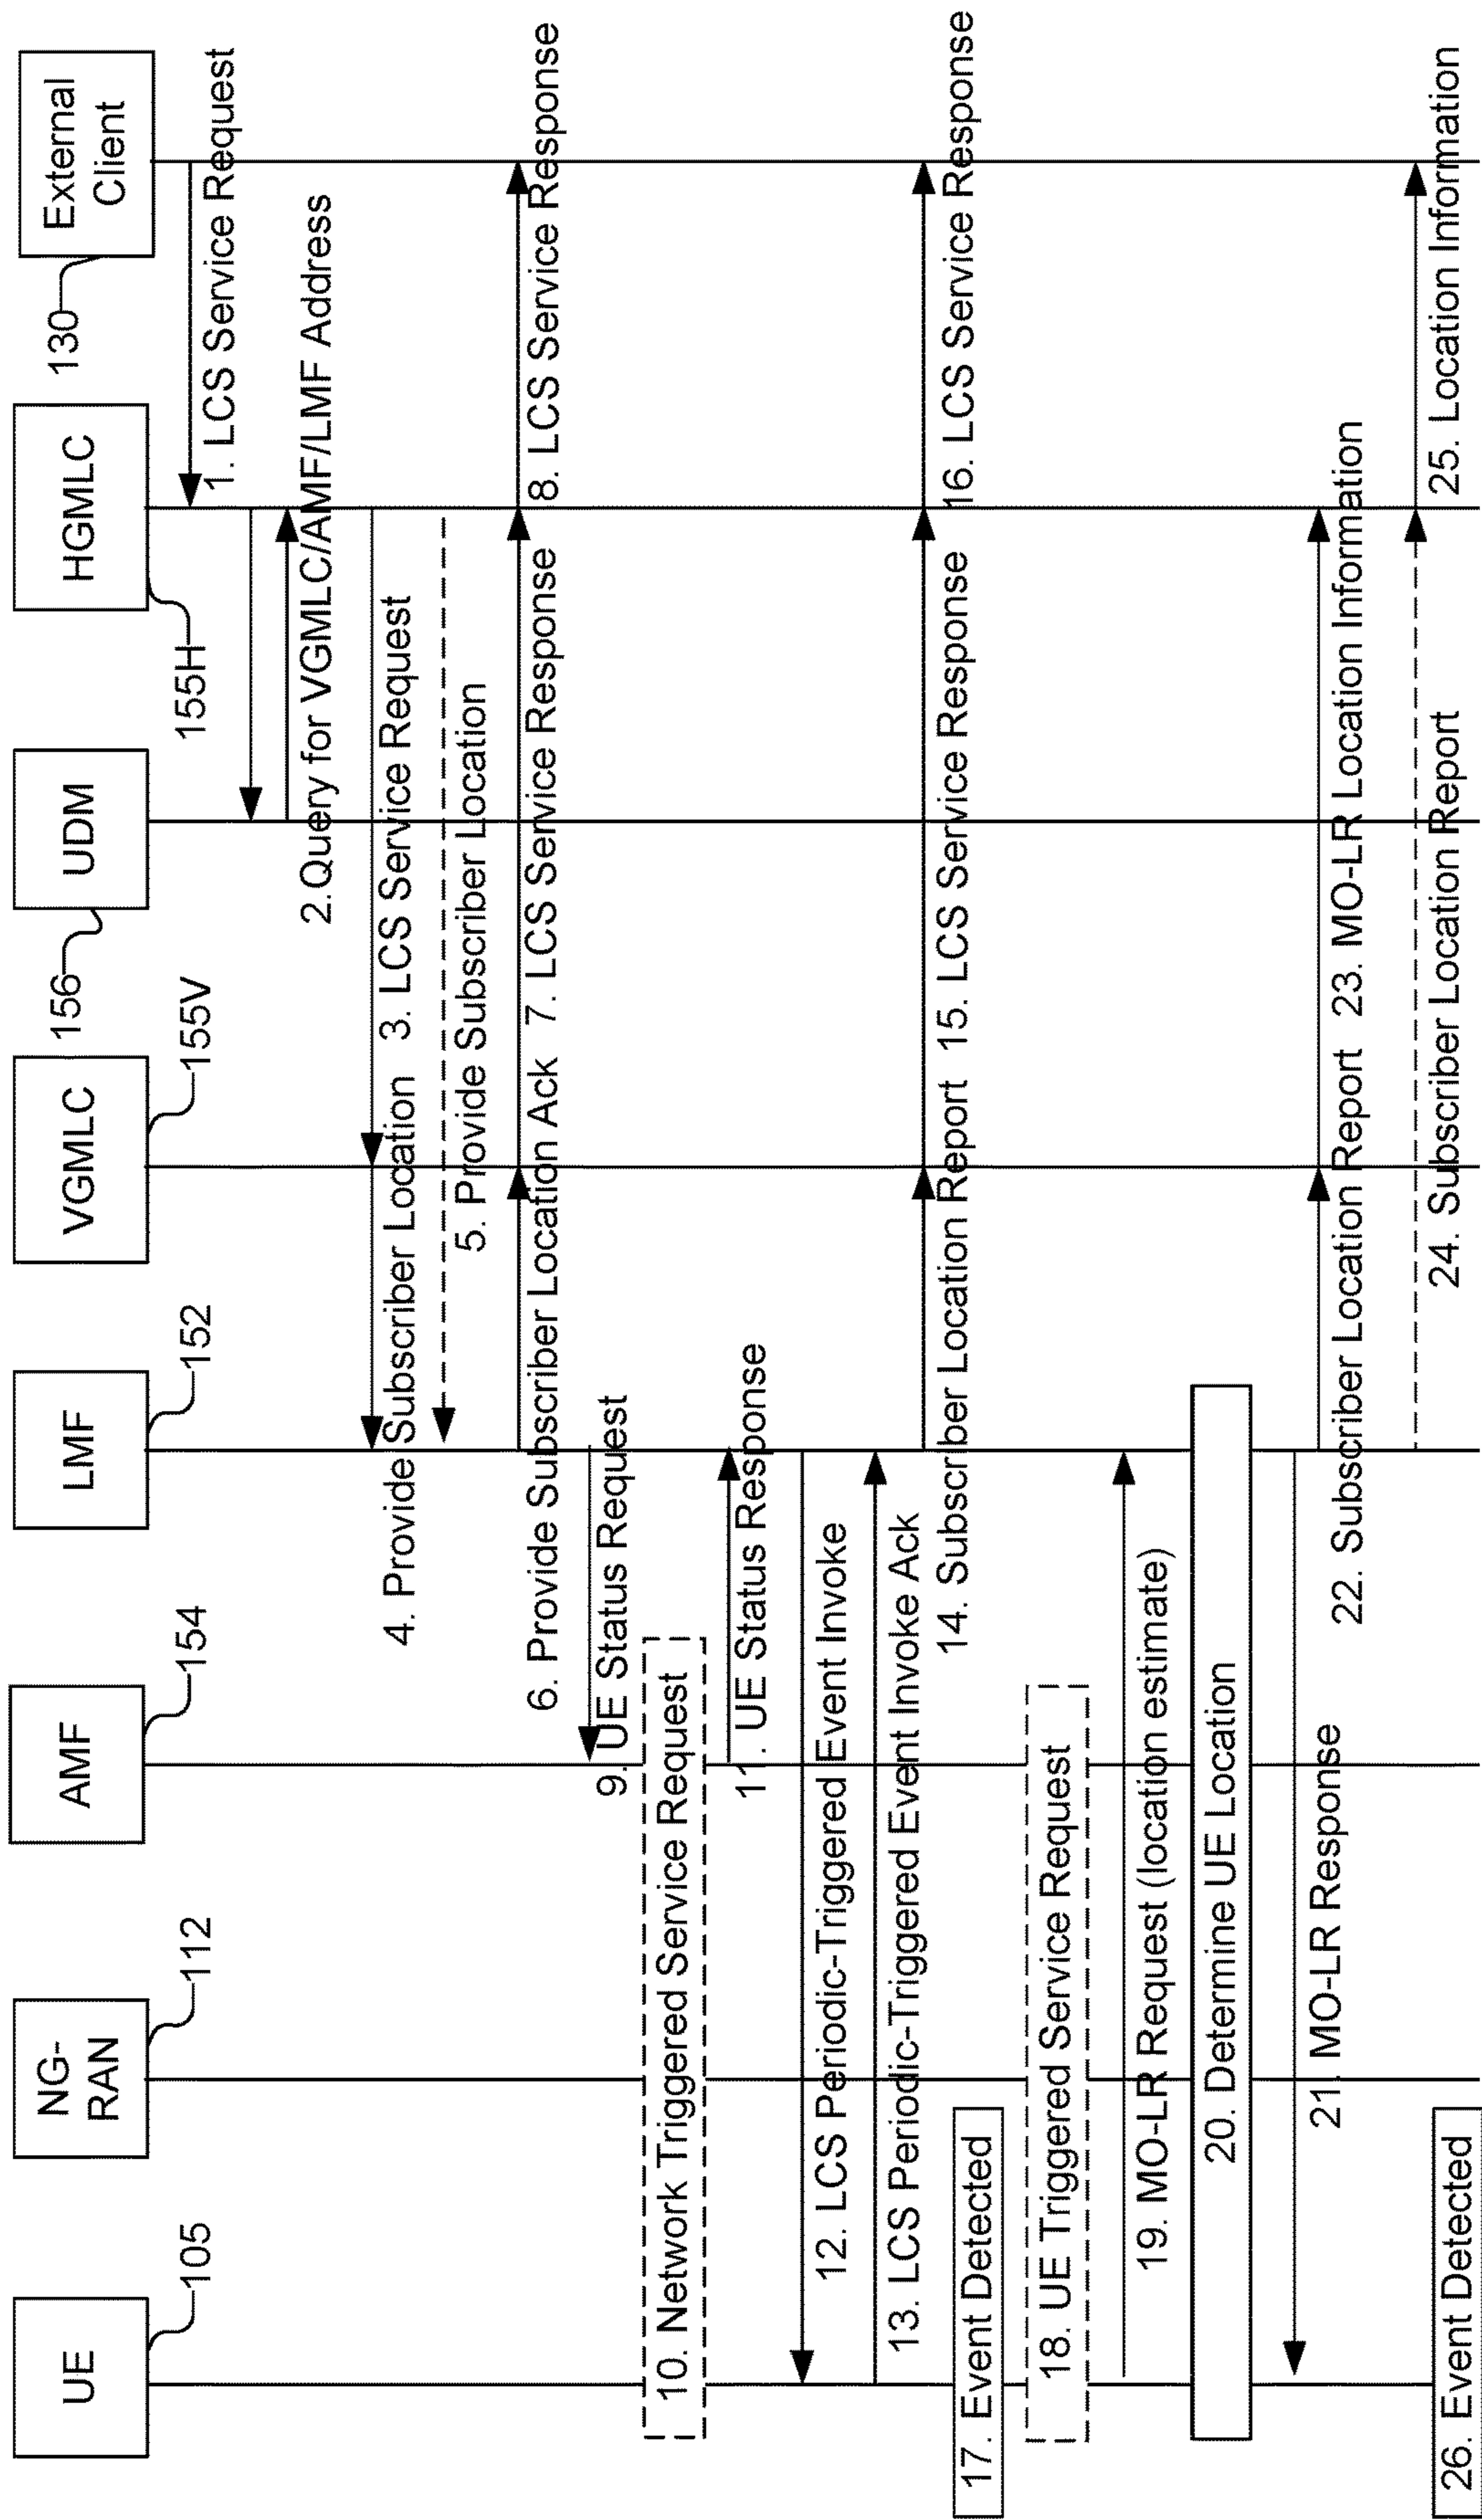 UE
105
NG-
RAN
112
AMF
154
LMF
152
VGMLC
155V
UDM
156
HGMLC
155H
External
Client
130
1. LCS Service Request
2.Query for VGMLC/AMF/LMF Address
4. Provide Subscriber Location 3. LCS Service Request
5. Provide Subscriber Location
6. Provide Subscriber Location Ack 7. LCS Service Response 8. LCS Service Response
9. UE Status Request
10. Network Triggered Service Request
11. UE Status Response
12. LCS Periodic-Triggered Event Invoke
13. LCS Periodic-Triggered Event Invoke Ack
14. Subscriber Location Report 15. LCS Service Response 16. LCS Service Response
17. Event Detected
18. UE Triggered Service Request
19. MO-LR Request (location estimate)
20. Determine UE Location
21. MO-LR Response
22. Subscriber Location Report 23. MO-LR Location Information
24. Subscriber Location Report 25. Location Information
26. Event Detected